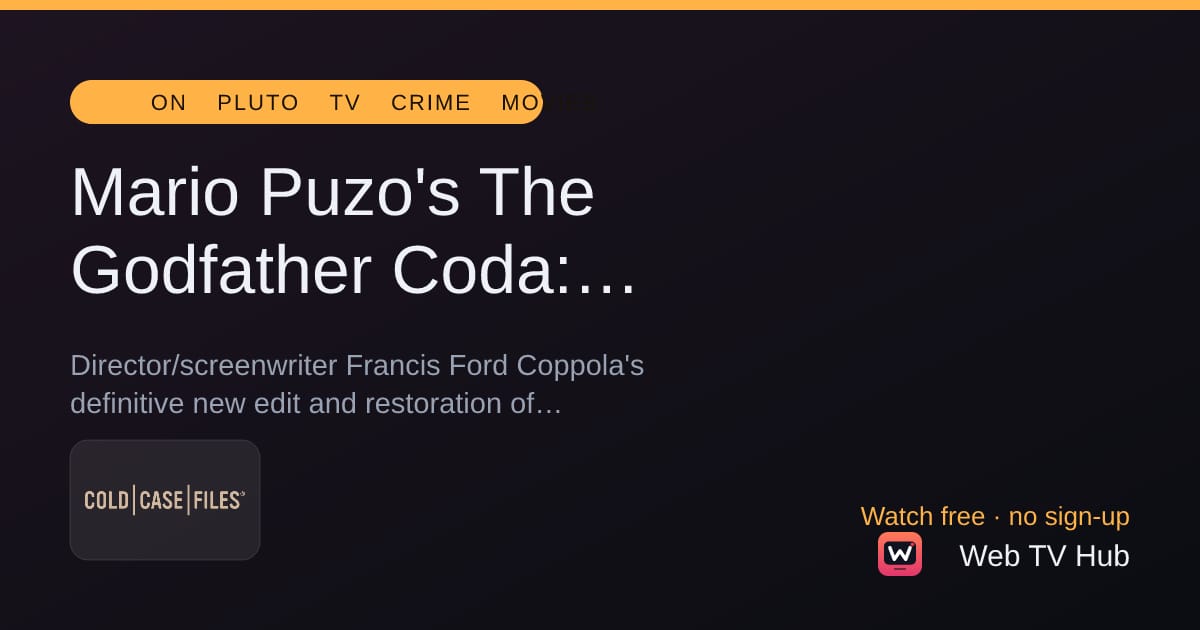 ON PLUTO TV CRIME MOVIES
Mario Puzo's The
Godfather Coda:…
Director/screenwriter Francis Ford Coppola's
definitive new edit and restoration of…
COLD|CASE|FILES
Watch free · no sign-up
W
Web TV Hub